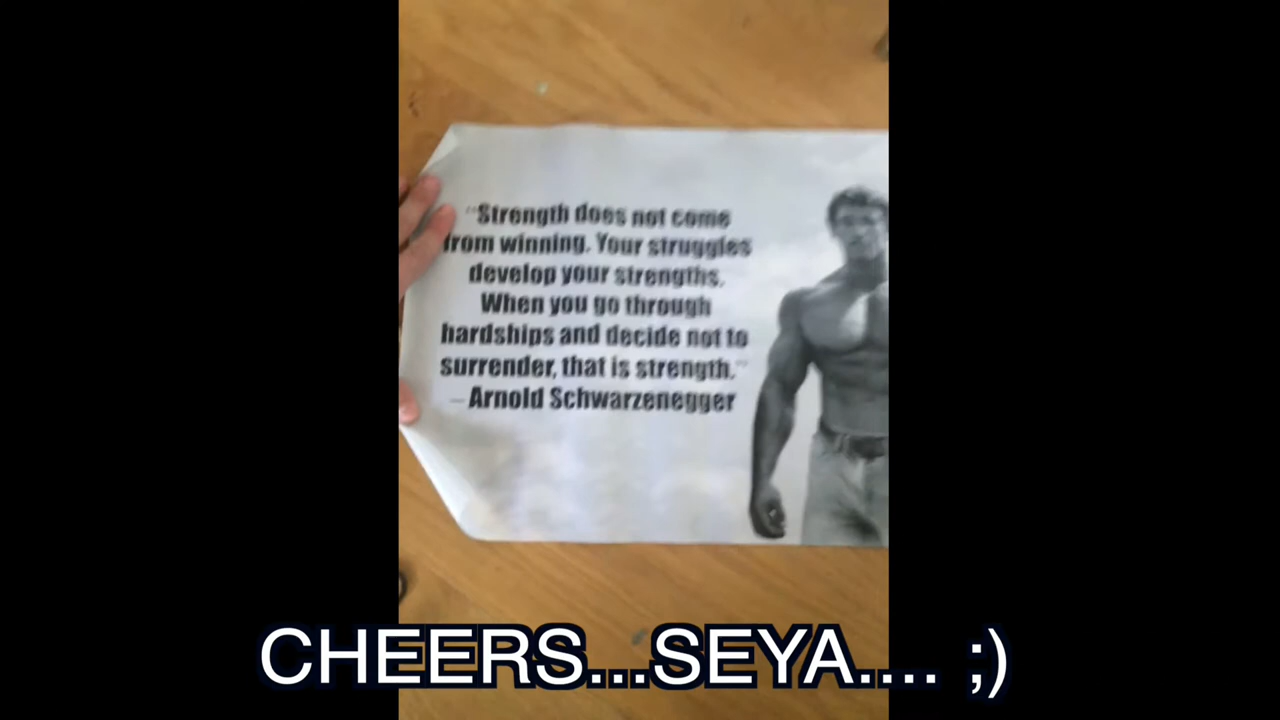 "Strength does not come
from winning. Your struggles
develop your strengths.
When you go through
hardships and decide not to
surrender, that is strength."
– Arnold Schwarzenegger
CHEERS...SEYA.... ;)